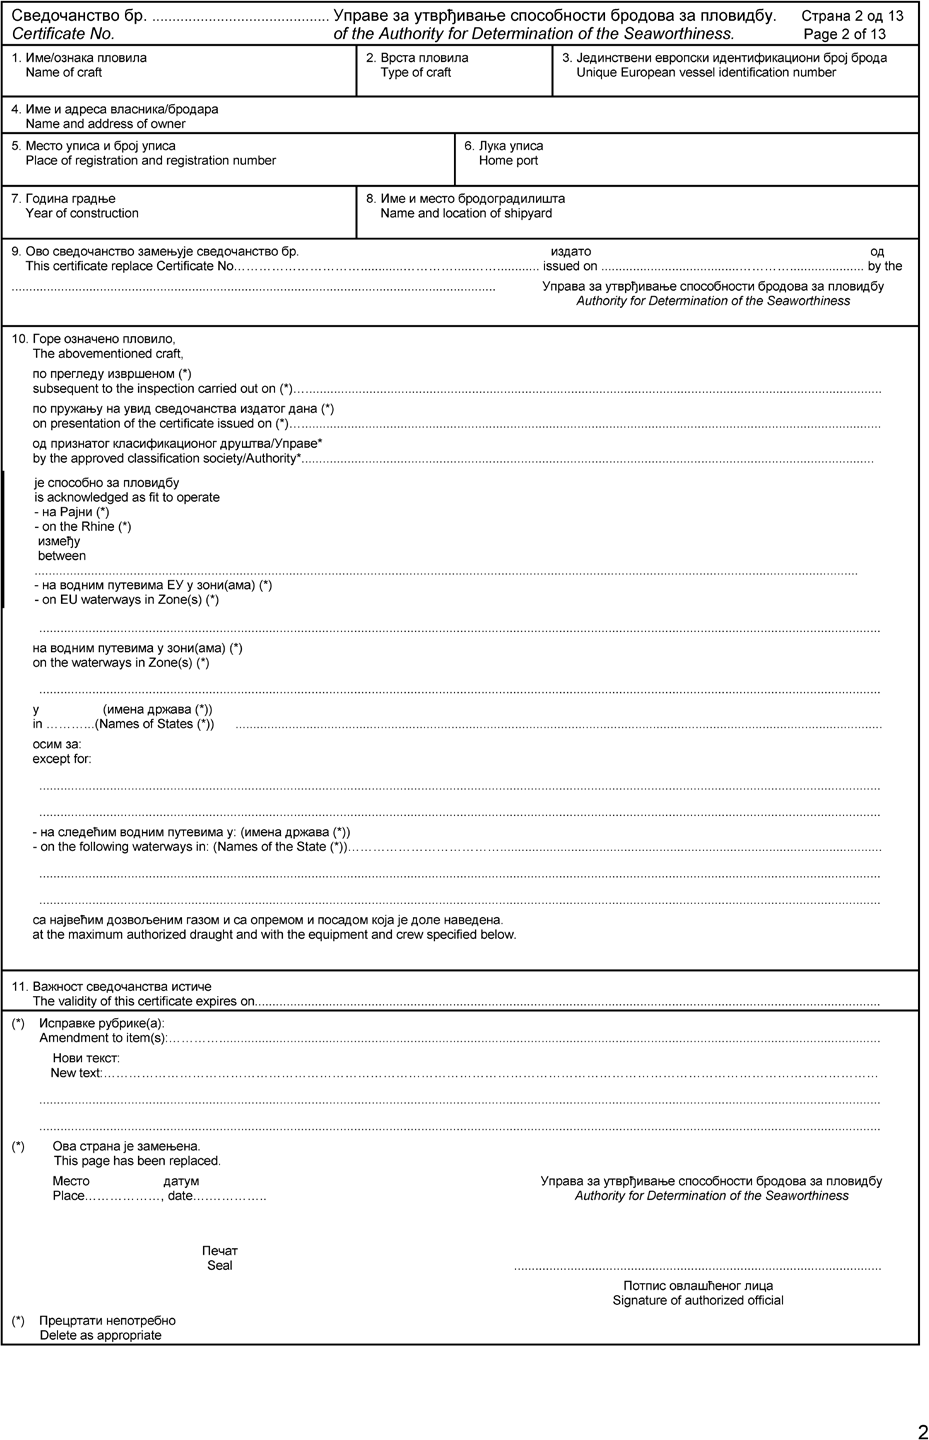 Сведочанство бр. ............................................ Управе за утврђивање способности бродова за пловидбу. Страна 2 од 13
Certificate No. of the Authority for Determination of the Seaworthiness. Page 2 of 13
1. Име/ознака пловила
Name of craft
2. Врста пловила
Type of craft
3. Јединствени европски идентификациони број брода
Unique European vessel identification number
4. Име и адреса власника/бродара
Name and address of owner
5. Место уписа и број уписа
Place of registration and registration number
6. Лука уписа
Home port
7. Година градње
Year of construction
8. Име и место бродоградилишта
Name and location of shipyard
9. Ово сведочанство замењује сведочанство бр. издато од
This certificate replace Certificate No.................................................. issued on .................................................. by the
.................................................. Управа за утврђивање способности бродова за пловидбу
Authority for Determination of the Seaworthiness
10. Горе означено пловило,
The abovementioned craft,
по прегледу извршеном (*)
subsequent to the inspection carried out on (*)..................................................
по пружању на увид сведочанства издатог дана (*)
on presentation of the certificate issued on (*)..................................................
од признатог класификационог друштва/Управе*
by the approved classification society/Authority*..................................................
је способно за пловидбу
is acknowledged as fit to operate
- на Рајни (*)
- on the Rhine (*)
између
between
..................................................
- на водним путевима ЕУ у зони(ама) (*)
- on EU waterways in Zone(s) (*)
..................................................
на водним путевима у зони(ама) (*)
on the waterways in Zone(s) (*)
..................................................
у (имена држава (*))
in ………...(Names of States (*)) ..................................................
осим за:
except for:
..................................................
..................................................
- на следећим водним путевима у: (имена држава (*))
- on the following waterways in: (Names of the State (*))..................................................
..................................................
..................................................
са највећим дозвољеним газом и са опремом и посадом која је доле наведена.
at the maximum authorized draught and with the equipment and crew specified below.
11. Важност сведочанства истиче
The validity of this certificate expires on..................................................
(*) Исправке рубрике(а):
Amendment to item(s):..................................................
Нови текст:
New text:..................................................
..................................................
..................................................
(*) Ова страна је замењена.
This page has been replaced.
Место датум Управа за утврђивање способности бродова за пловидбу
Place………………, date…………….. Authority for Determination of the Seaworthiness
Печат
Seal ..................................................
Потпис овлашћеног лица
Signature of authorized official
(*) Прецртати непотребно
Delete as appropriate
2